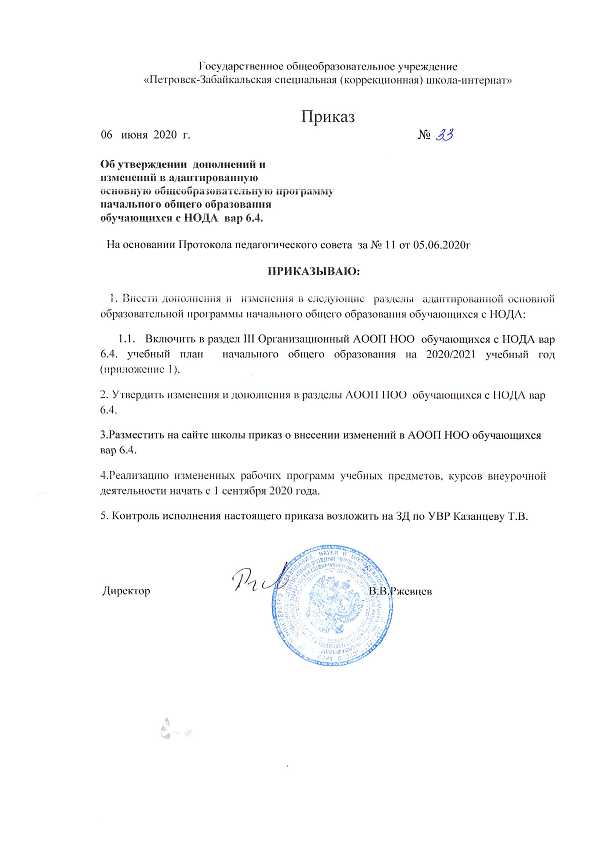 Государственное общеобразовательное учреждение
«Петровск-Забайкальская специальная (коррекционная) школа-интернат»
Приказ
06 июня 2020 г. № 33
Об утверждении дополнений и
изменений в адаптированную
основную общеобразовательную программу
начального общего образования
обучающихся с НОДА вар 6.4.
На основании Протокола педагогического совета за № 11 от 05.06.2020г
ПРИКАЗЫВАЮ:
1. Внести дополнения и изменения в следующие разделы адаптированной основной
образовательной программы начального общего образования обучающихся с НОДА:
1.1. Включить в раздел III Организационный АООП НОО обучающихся с НОДА вар
6.4. учебный план начального общего образования на 2020/2021 учебный год
(приложение 1).
2. Утвердить изменения и дополнения в разделы АООП НОО обучающихся с НОДА вар
6.4.
3.Разместить на сайте школы приказ о внесении изменений в АООП НОО обучающихся
вар 6.4.
4.Реализацию измененных рабочих программ учебных предметов, курсов внеурочной
деятельности начать с 1 сентября 2020 года.
5. Контроль исполнения настоящего приказа возложить на ЗД по УВР Казанцеву Т.В.
Директор В.В.Ржевцев